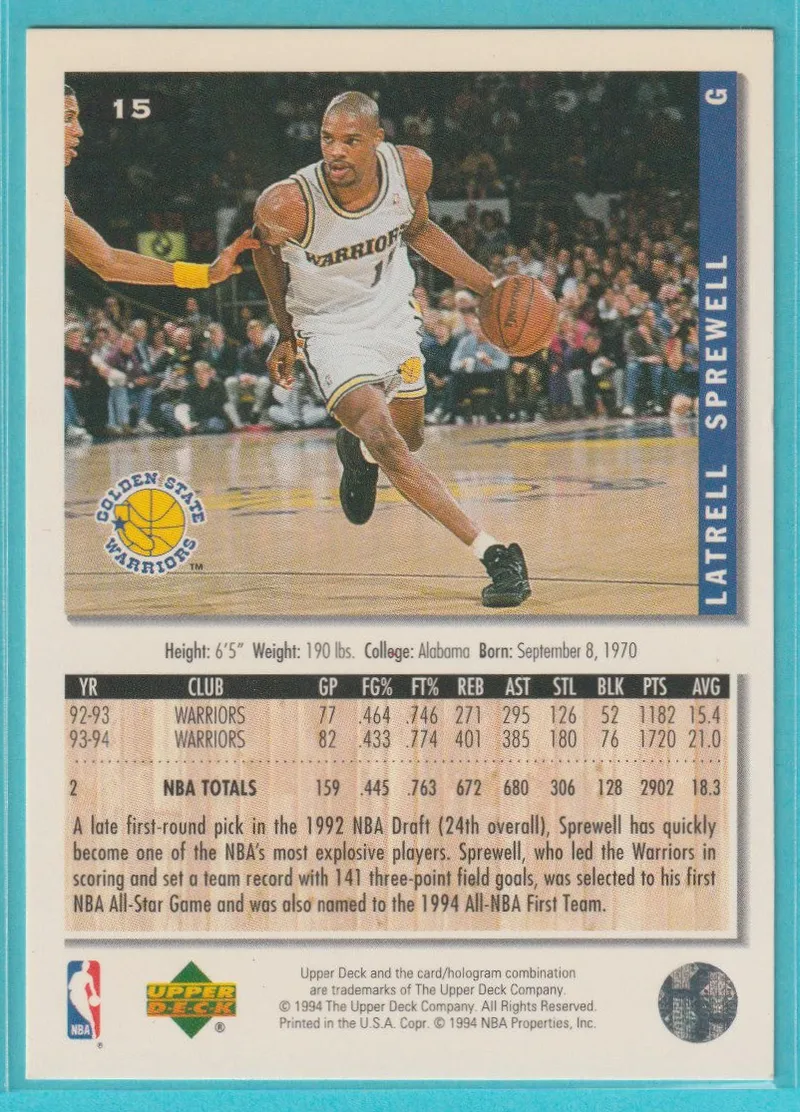 15
G
LATRELL SPREWELL
WARRIORS
1
SPALDING
GOLDEN STATE
WARRIORS
TM
Height: 6'5" Weight: 190 lbs. College: Alabama Born: September 8, 1970
YR CLUB GP FG% FT% REB AST STL BLK PTS AVG
92-93 WARRIORS 77 .464 .746 271 295 126 52 1182 15.4
93-94 WARRIORS 82 .433 .774 401 385 180 76 1720 21.0
2 NBA TOTALS 159 .445 .763 672 680 306 128 2902 18.3
A late first-round pick in the 1992 NBA Draft (24th overall), Sprewell has quickly
become one of the NBA's most explosive players. Sprewell, who led the Warriors in
scoring and set a team record with 141 three-point field goals, was selected to his first
NBA All-Star Game and was also named to the 1994 All-NBA First Team.
NBA
®
UPPER
DECK
®
Upper Deck and the card/hologram combination
are trademarks of The Upper Deck Company.
© 1994 The Upper Deck Company. All Rights Reserved.
Printed in the U.S.A. Copr. © 1994 NBA Properties, Inc.